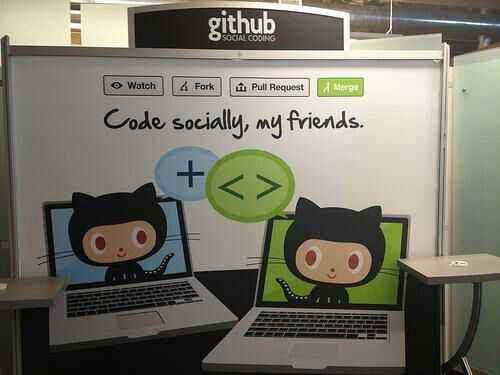 github
SOCIAL CODING
Watch Fork Pull Request Merge
Code socially, my friends.
+ < >